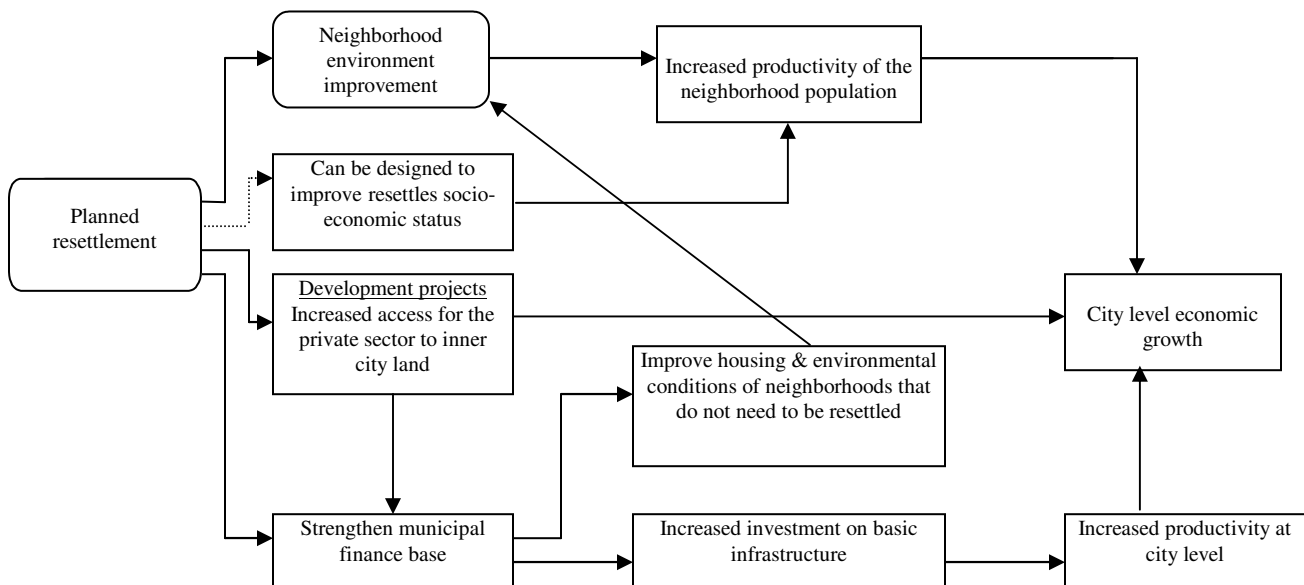 Neighborhood
environment
improvement
Increased productivity of the
neighborhood population
Can be designed to
improve resettles socio-
economic status
Planned
resettlement
Development projects
Increased access for the
private sector to inner
city land
City level economic
growth
Improve housing & environmental
conditions of neighborhoods that
do not need to be resettled
Strengthen municipal
finance base
Increased investment on basic
infrastructure
Increased productivity at
city level